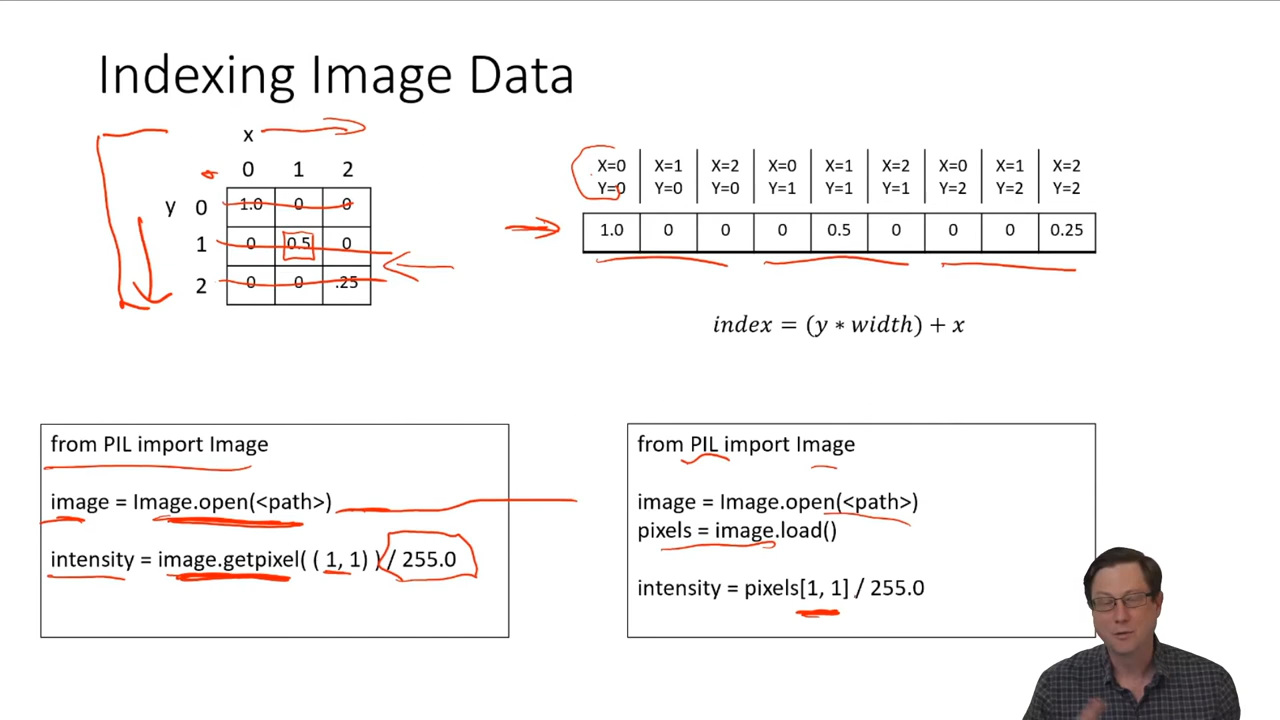 Indexing Image Data
x
0 1 2
y 0 1.0 0 0
1 0 0.5 0
2 0 0 .25
X=0 X=1 X=2 X=0 X=1 X=2 X=0 X=1 X=2
Y=0 Y=0 Y=0 Y=1 Y=1 Y=1 Y=2 Y=2 Y=2
1.0 0 0 0 0.5 0 0 0 0.25
index = (y * width) + x
from PIL import Image
image = Image.open(<path>)
intensity = image.getpixel( ( 1, 1) ) / 255.0
from PIL import Image
image = Image.open(<path>)
pixels = image.load()
intensity = pixels[1, 1] / 255.0